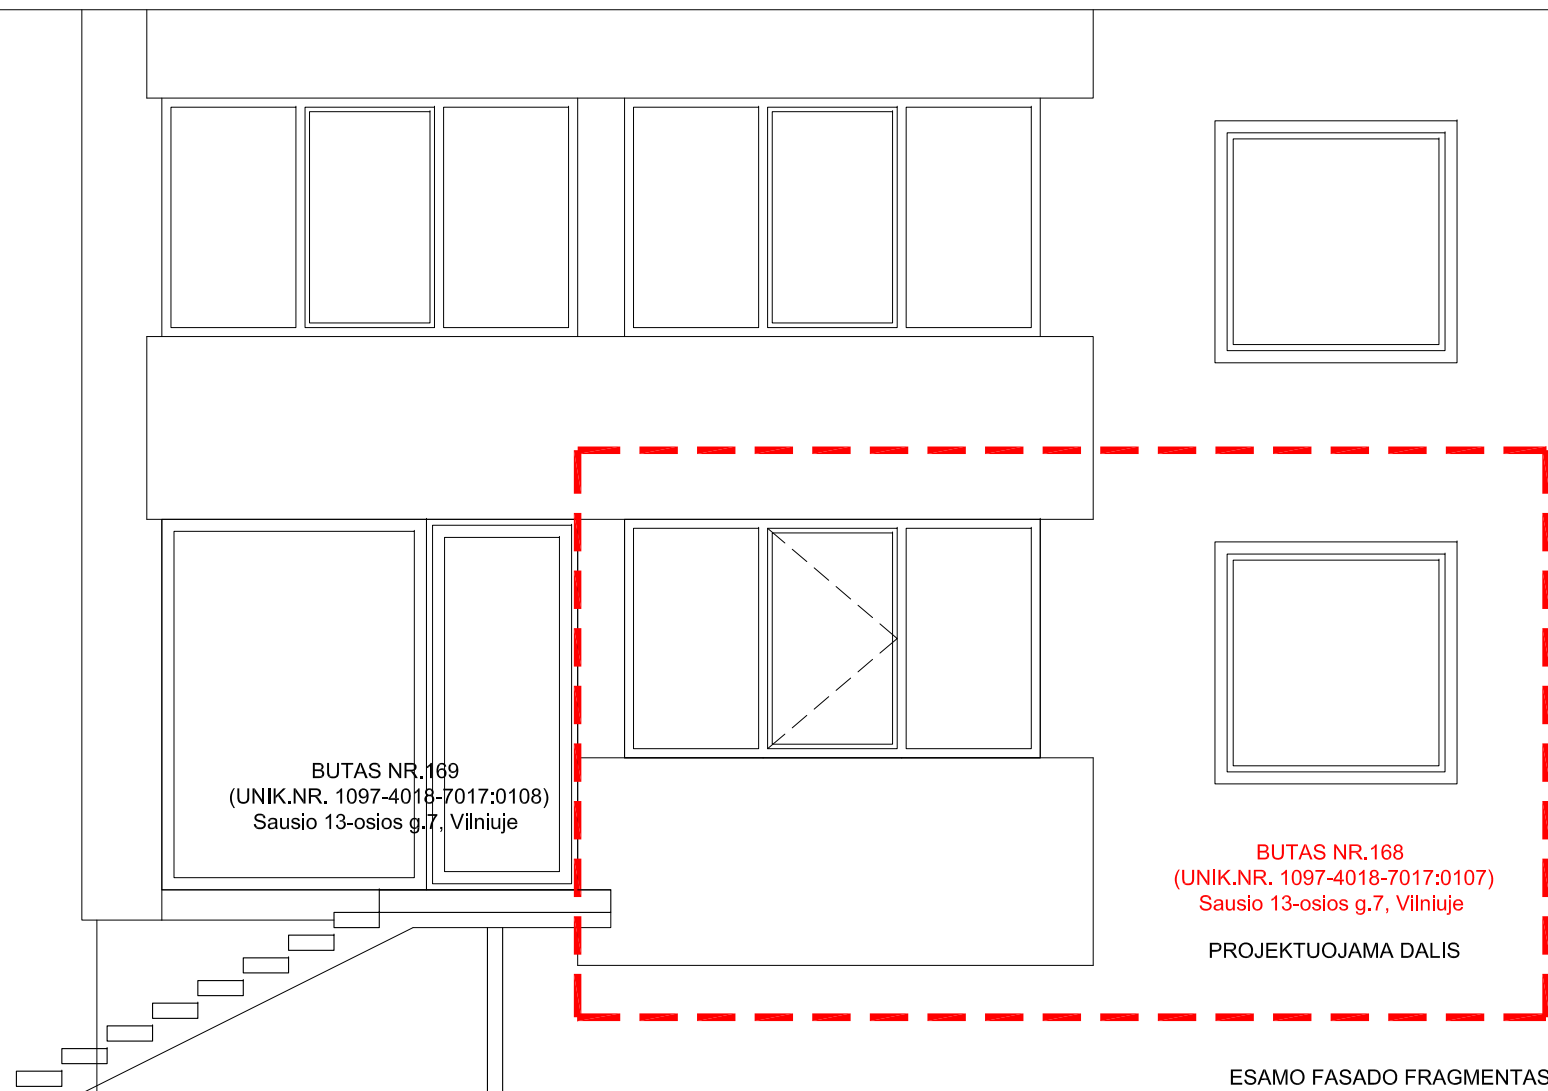 BUTAS NR.169
(UNIK.NR. 1097-4018-7017:0108)
Sausio 13-osios g.7, Vilniuje
BUTAS NR.168
(UNIK.NR. 1097-4018-7017:0107)
Sausio 13-osios g.7, Vilniuje
PROJEKTUOJAMA DALIS
ESAMO FASADO FRAGMENTAS